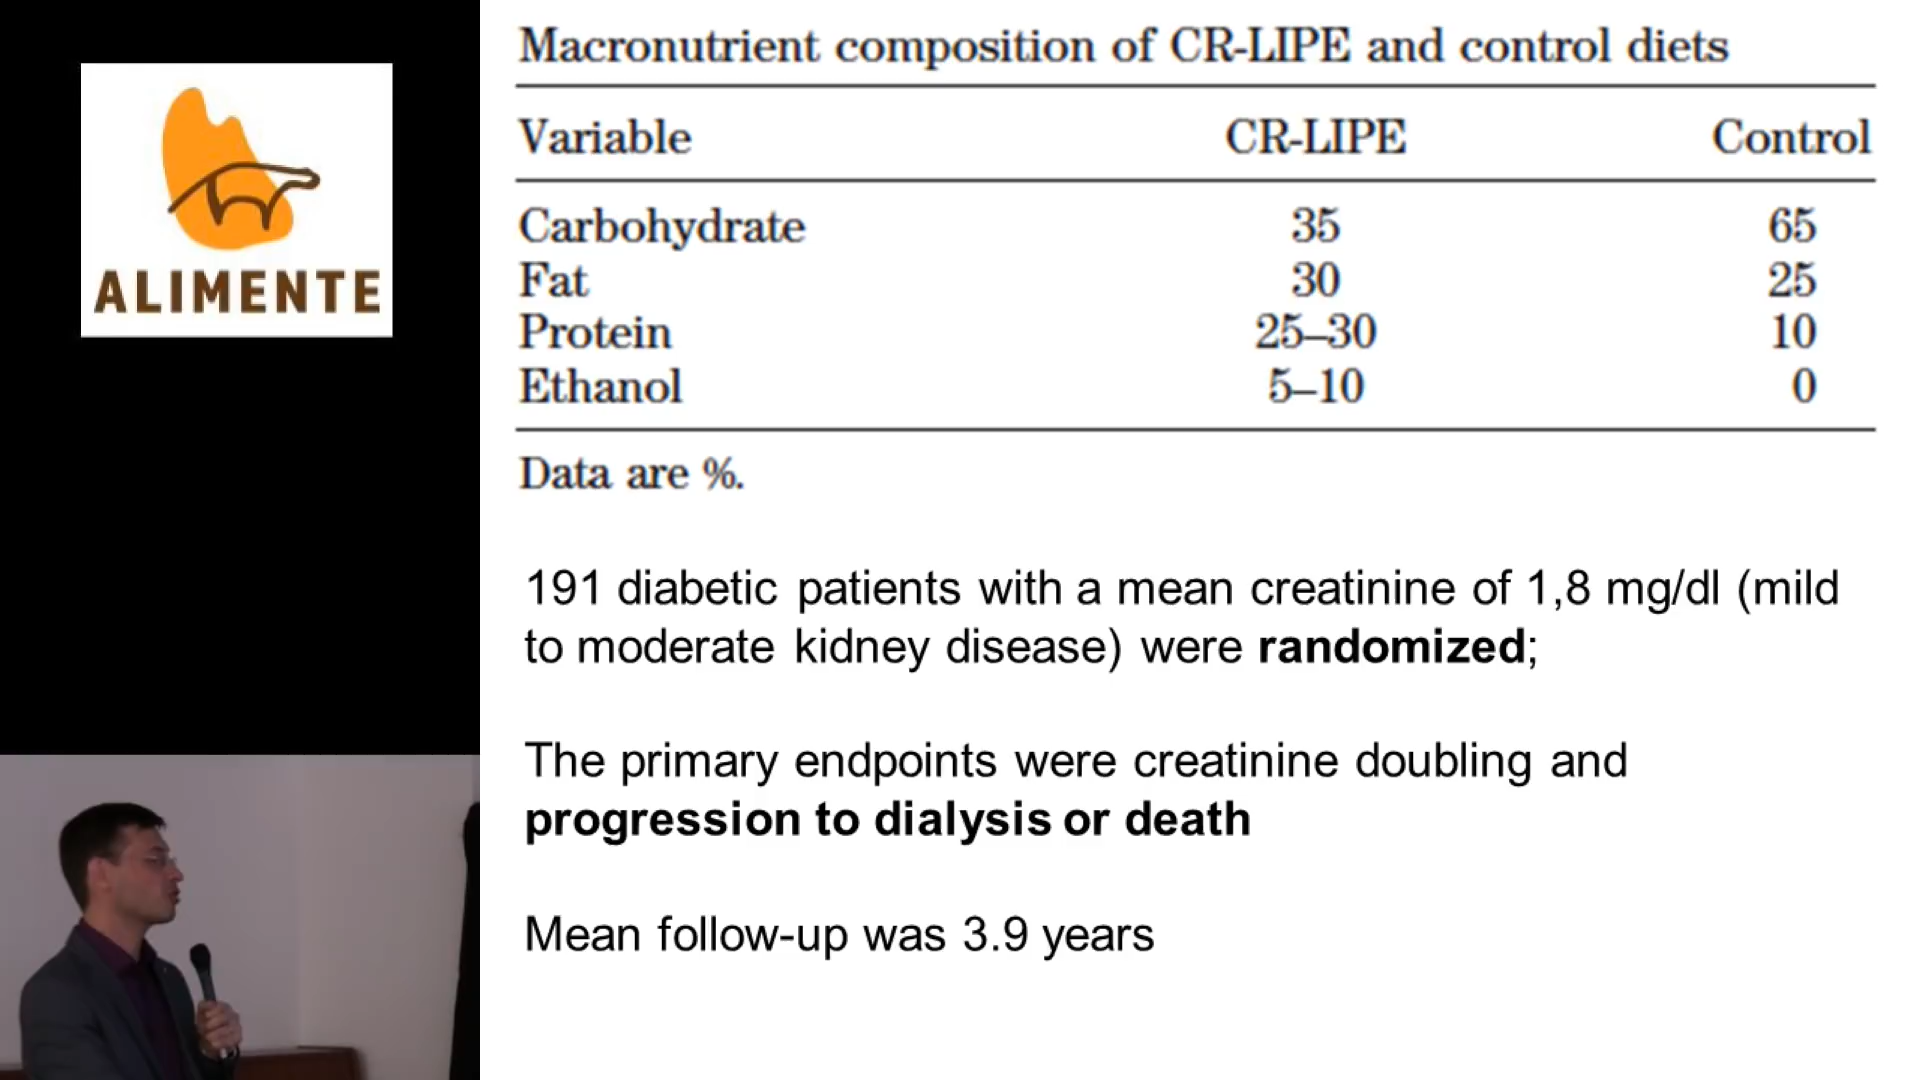 ALIMENTE
Macronutrient composition of CR-LIPE and control diets
Variable CR-LIPE Control
Carbohydrate 35 65
Fat 30 25
Protein 25–30 10
Ethanol 5–10 0
Data are %.
191 diabetic patients with a mean creatinine of 1,8 mg/dl (mild
to moderate kidney disease) were randomized;
The primary endpoints were creatinine doubling and
progression to dialysis or death
Mean follow-up was 3.9 years